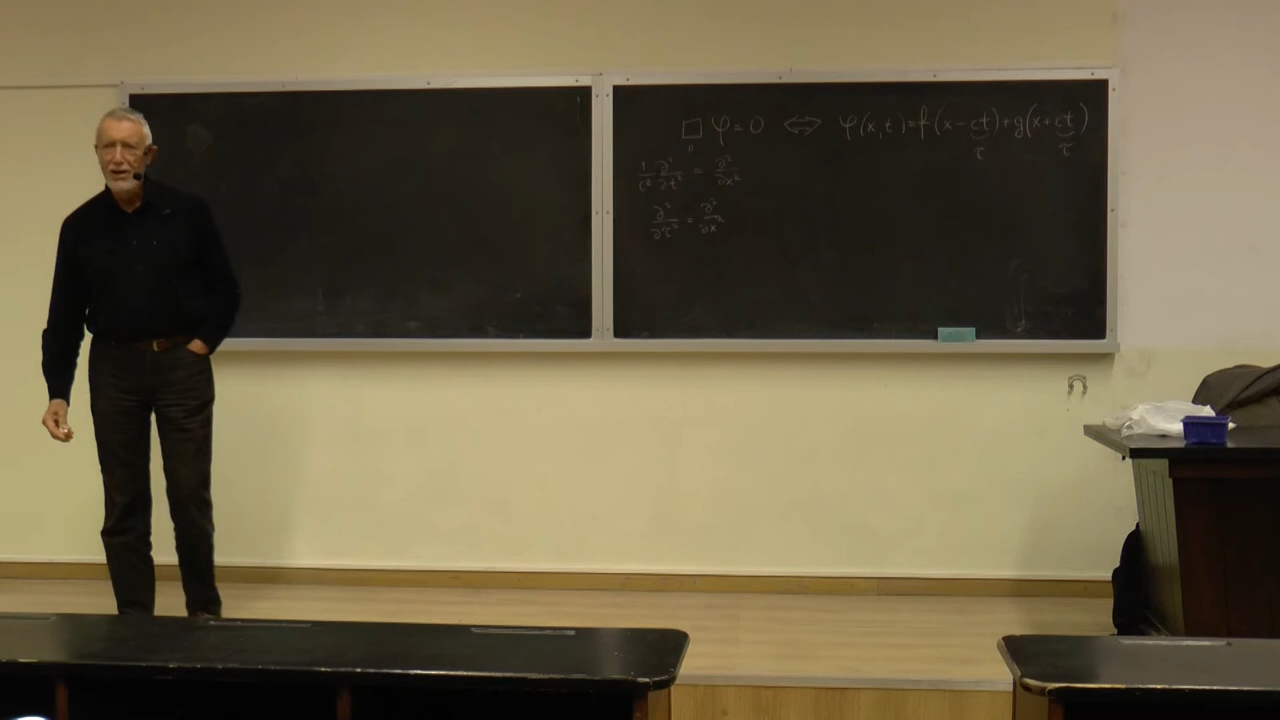 □ φ = 0 ⇔ φ(x,t) = f(x − ct) + g(x + ct)
" τ τ
1/c² ∂²/∂t² = ∂²/∂x²
∂²/∂τ² = ∂²/∂x²